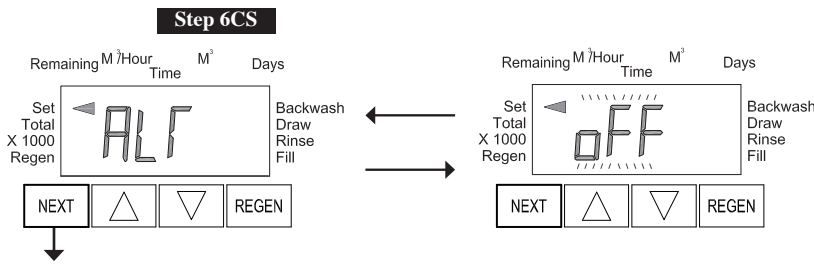 Step 6CS
Remaining M³/Hour Time M³ Days
Set
Total
X 1000
Regen
ALT
Backwash
Draw
Rinse
Fill
NEXT REGEN
Remaining M³/Hour Time M³ Days
Set
Total
X 1000
Regen
oFF
Backwash
Draw
Rinse
Fill
NEXT REGEN